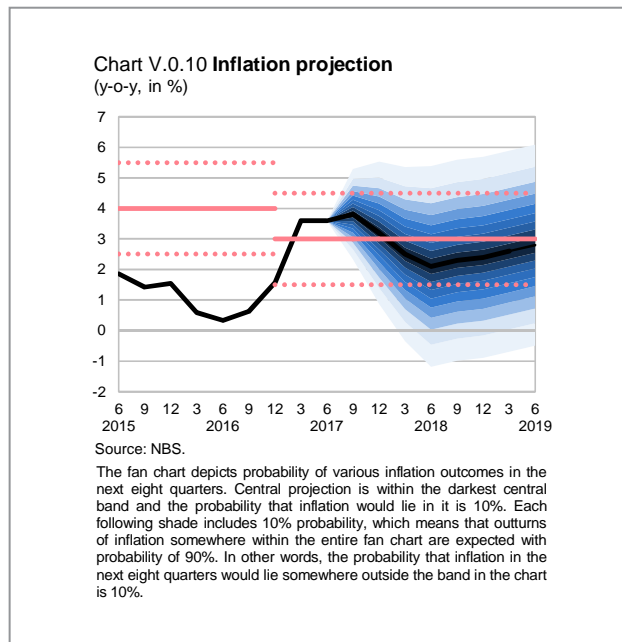 Chart V.0.10 Inflation projection
(y-o-y, in %)
7
6
5
4
3
2
1
0
-1
-2
6 9 12 3 6 9 12 3 6 9 12 3 6 9 12 3 6
2015 2016 2017 2018 2019
Source: NBS.
The fan chart depicts probability of various inflation outcomes in the
next eight quarters. Central projection is within the darkest central
band and the probability that inflation would lie in it is 10%. Each
following shade includes 10% probability, which means that outturns
of inflation somewhere within the entire fan chart are expected with
probability of 90%. In other words, the probability that inflation in the
next eight quarters would lie somewhere outside the band in the chart
is 10%.